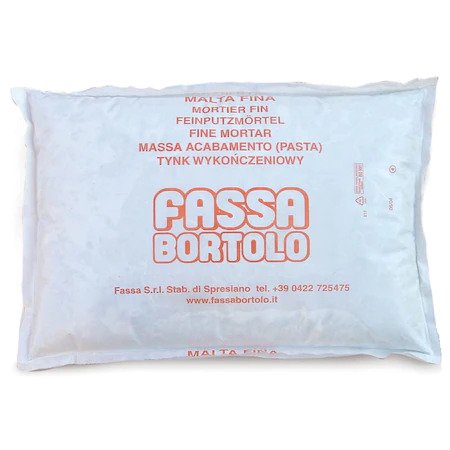 MALTA FINA
MORTIER FIN
FEINPUTZMÖRTEL
FINE MORTAR
MASSA ACABAMENTO (PASTA)
TYNK WYKOŃCZENIOWY
FASSA
BORTOLO
Fassa S.r.l. Stab. di Spresiano tel. +39 0422 725475
www.fassabortolo.it
MALTA FINA